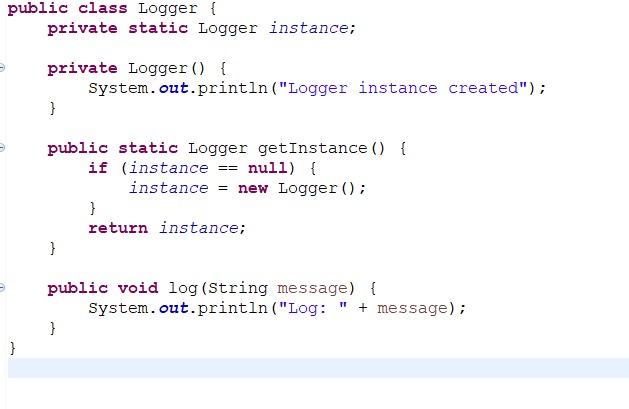 public class Logger {
    private static Logger instance;

    private Logger() {
        System.out.println("Logger instance created");
    }

    public static Logger getInstance() {
        if (instance == null) {
            instance = new Logger();
        }
        return instance;
    }

    public void log(String message) {
        System.out.println("Log: " + message);
    }
}